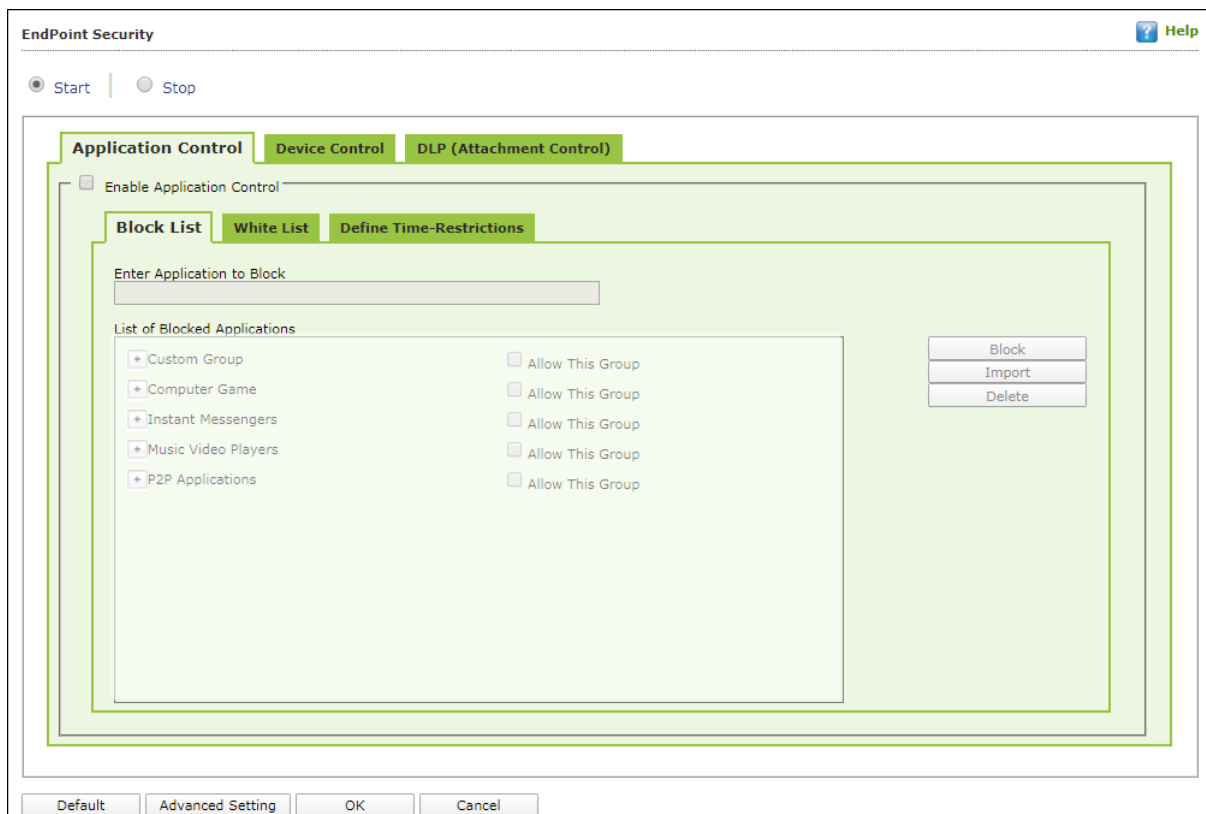 EndPoint Security
Help
Start
Stop
Application Control
Device Control
DLP (Attachment Control)
Enable Application Control
Block List
White List
Define Time-Restrictions
Enter Application to Block
List of Blocked Applications
Custom Group
Allow This Group
Computer Game
Allow This Group
Instant Messengers
Allow This Group
Music Video Players
Allow This Group
P2P Applications
Allow This Group
Block
Import
Delete
Default
Advanced Setting
OK
Cancel